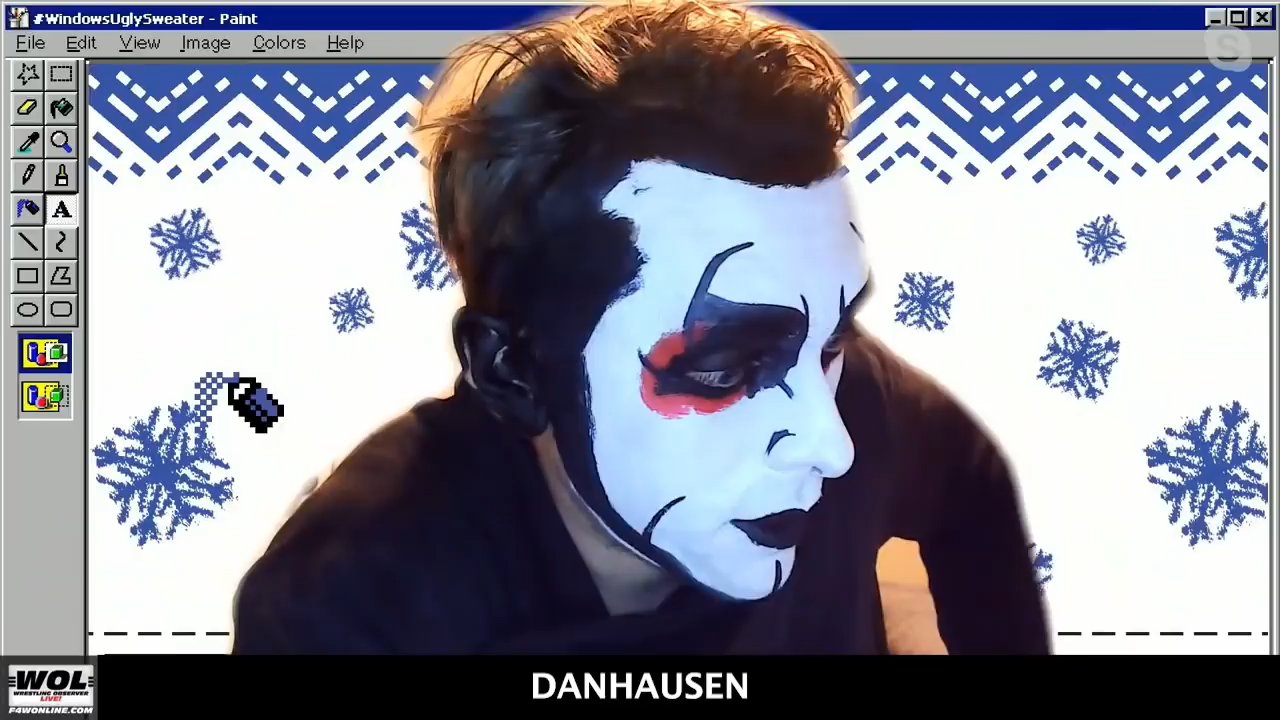 #WindowsUglySweater - Paint
File Edit View Image Colors Help
S
A
WOL
WRESTLING OBSERVER
LIVE!
F4WONLINE.COM
DANHAUSEN